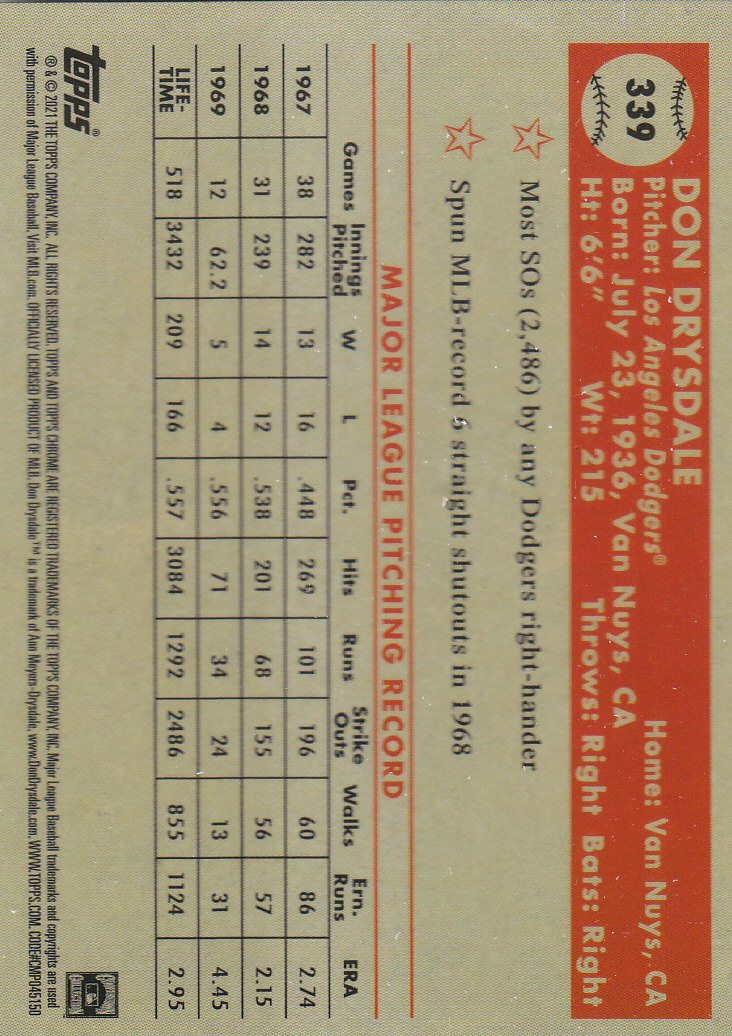 339
DON DRYSDALE
Pitcher: Los Angeles Dodgers® Home: Van Nuys, CA
Born: July 23, 1936, Van Nuys, CA
Ht: 6'6" Wt: 215 Throws: Right Bats: Right
Most SOs (2,486) by any Dodgers right-hander
Spun MLB-record 6 straight shutouts in 1968
MAJOR LEAGUE PITCHING RECORD
Games Innings Pitched W L Pct. Hits Runs Strike Outs Walks Ern. Runs ERA
1967 38 282 13 16 .448 269 101 196 60 86 2.74
1968 31 239 14 12 .538 201 68 155 56 57 2.15
1969 12 62.2 5 4 .556 71 34 24 13 31 4.45
LIFE-TIME 518 3432 209 166 .557 3084 1292 2486 855 1124 2.95
topps®
® & © 2021 THE TOPPS COMPANY, INC. ALL RIGHTS RESERVED. TOPPS AND TOPPS CHROME ARE REGISTERED TRADEMARKS OF THE TOPPS COMPANY, INC. Major League Baseball trademarks and copyrights are used
with permission of Major League Baseball. Visit MLB.com. OFFICIALLY LICENSED PRODUCT OF MLB. Don Drysdale™ is a trademark of Ann Meyers-Drysdale, www.DonDrysdale.com. WWW.TOPPS.COM. CODE#CMP045150
COOPERSTOWN COLLECTION